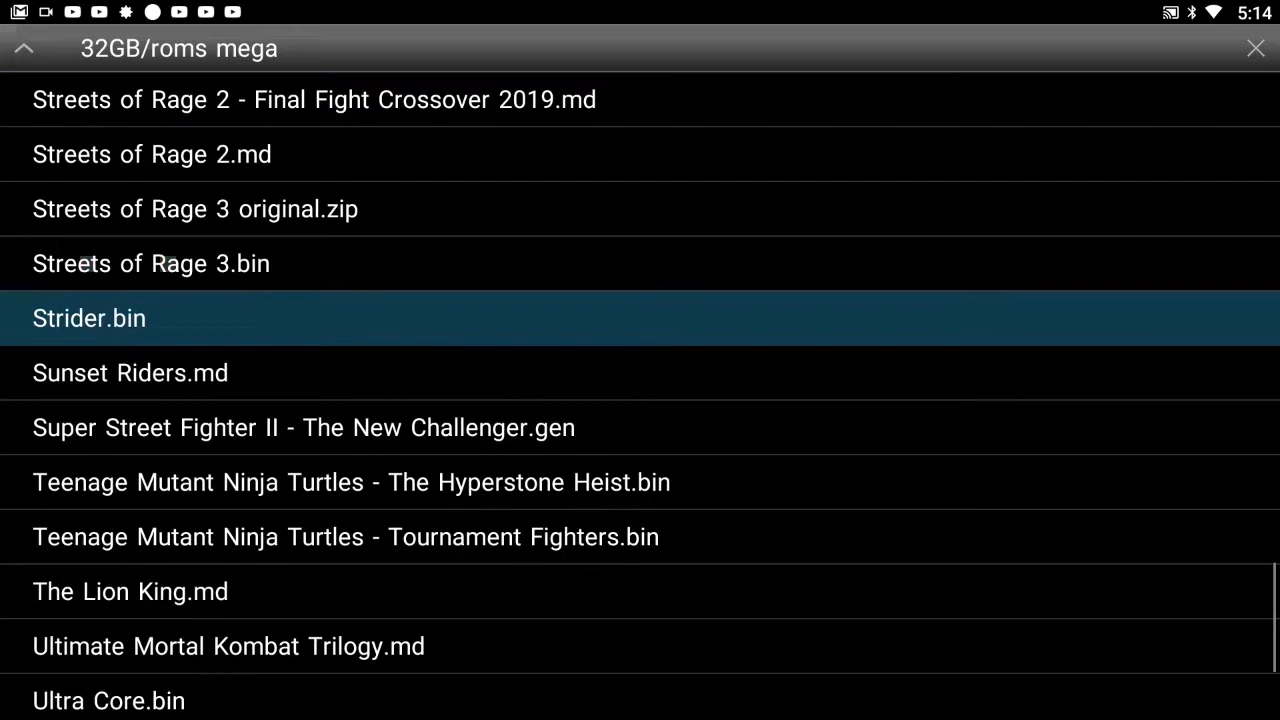 5:14
32GB/roms mega
Streets of Rage 2 - Final Fight Crossover 2019.md
Streets of Rage 2.md
Streets of Rage 3 original.zip
Streets of Rage 3.bin
Strider.bin
Sunset Riders.md
Super Street Fighter II - The New Challenger.gen
Teenage Mutant Ninja Turtles - The Hyperstone Heist.bin
Teenage Mutant Ninja Turtles - Tournament Fighters.bin
The Lion King.md
Ultimate Mortal Kombat Trilogy.md
Ultra Core.bin